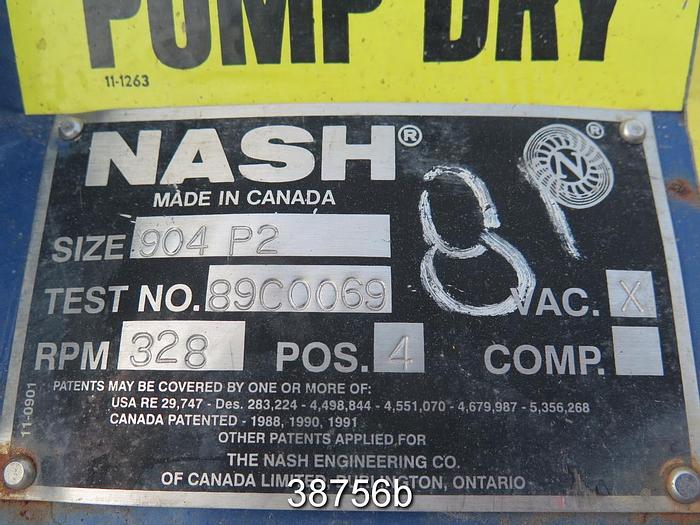 PUMP DRY
11-1263
NASH®
N ®
MADE IN CANADA
8P
SIZE 904 P2
TEST NO. 89C0069 VAC. X
RPM 328 POS. 4 COMP.
PATENTS MAY BE COVERED BY ONE OR MORE OF:
USA RE 29,747 - Des. 283,224 - 4,498,844 - 4,551,070 - 4,679,987 - 5,356,268
CANADA PATENTED - 1988, 1990, 1991
OTHER PATENTS APPLIED FOR
THE NASH ENGINEERING CO.
OF CANADA LIMITED, ONTARIO
11-0901
38756b